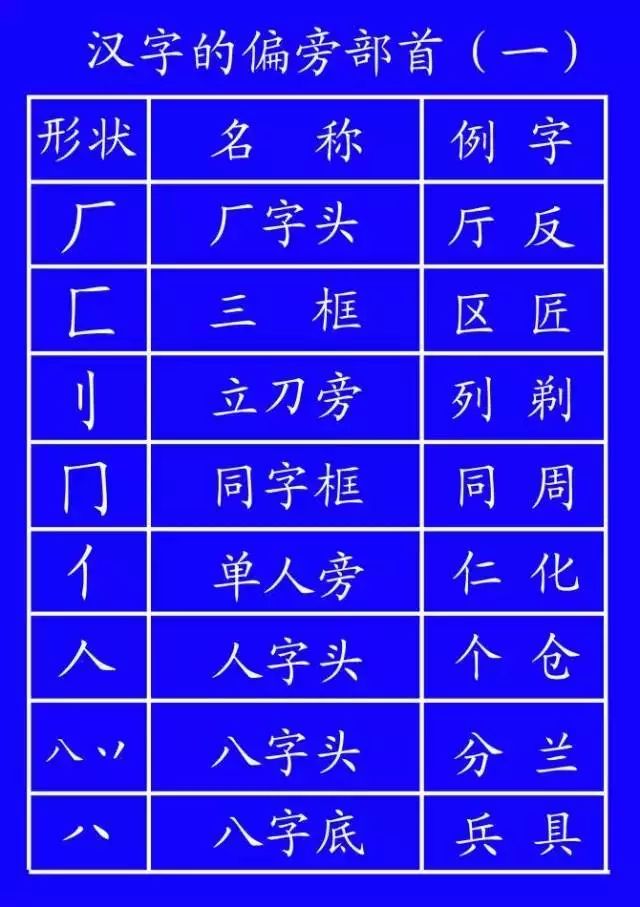 汉字的偏旁部首（一）
形状 名 称 例 字
厂 厂字头 厅 反
匚 三 框 区 匠
刂 立刀旁 列 剃
冂 同字框 同 周
亻 单人旁 仁 化
人 人字头 个 仓
八丷 八字头 分 兰
八 八字底 兵 具